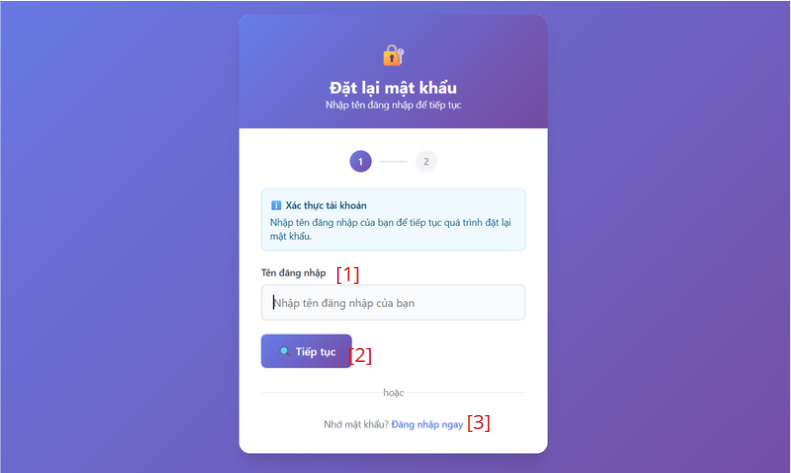 Đặt lại mật khẩu
Nhập tên đăng nhập để tiếp tục
1 2
Xác thực tài khoản
Nhập tên đăng nhập của bạn để tiếp tục quá trình đặt lại
mật khẩu.
Tên đăng nhập [1]
Nhập tên đăng nhập của bạn
Tiếp tục [2]
hoặc
Nhớ mật khẩu? Đăng nhập ngay [3]